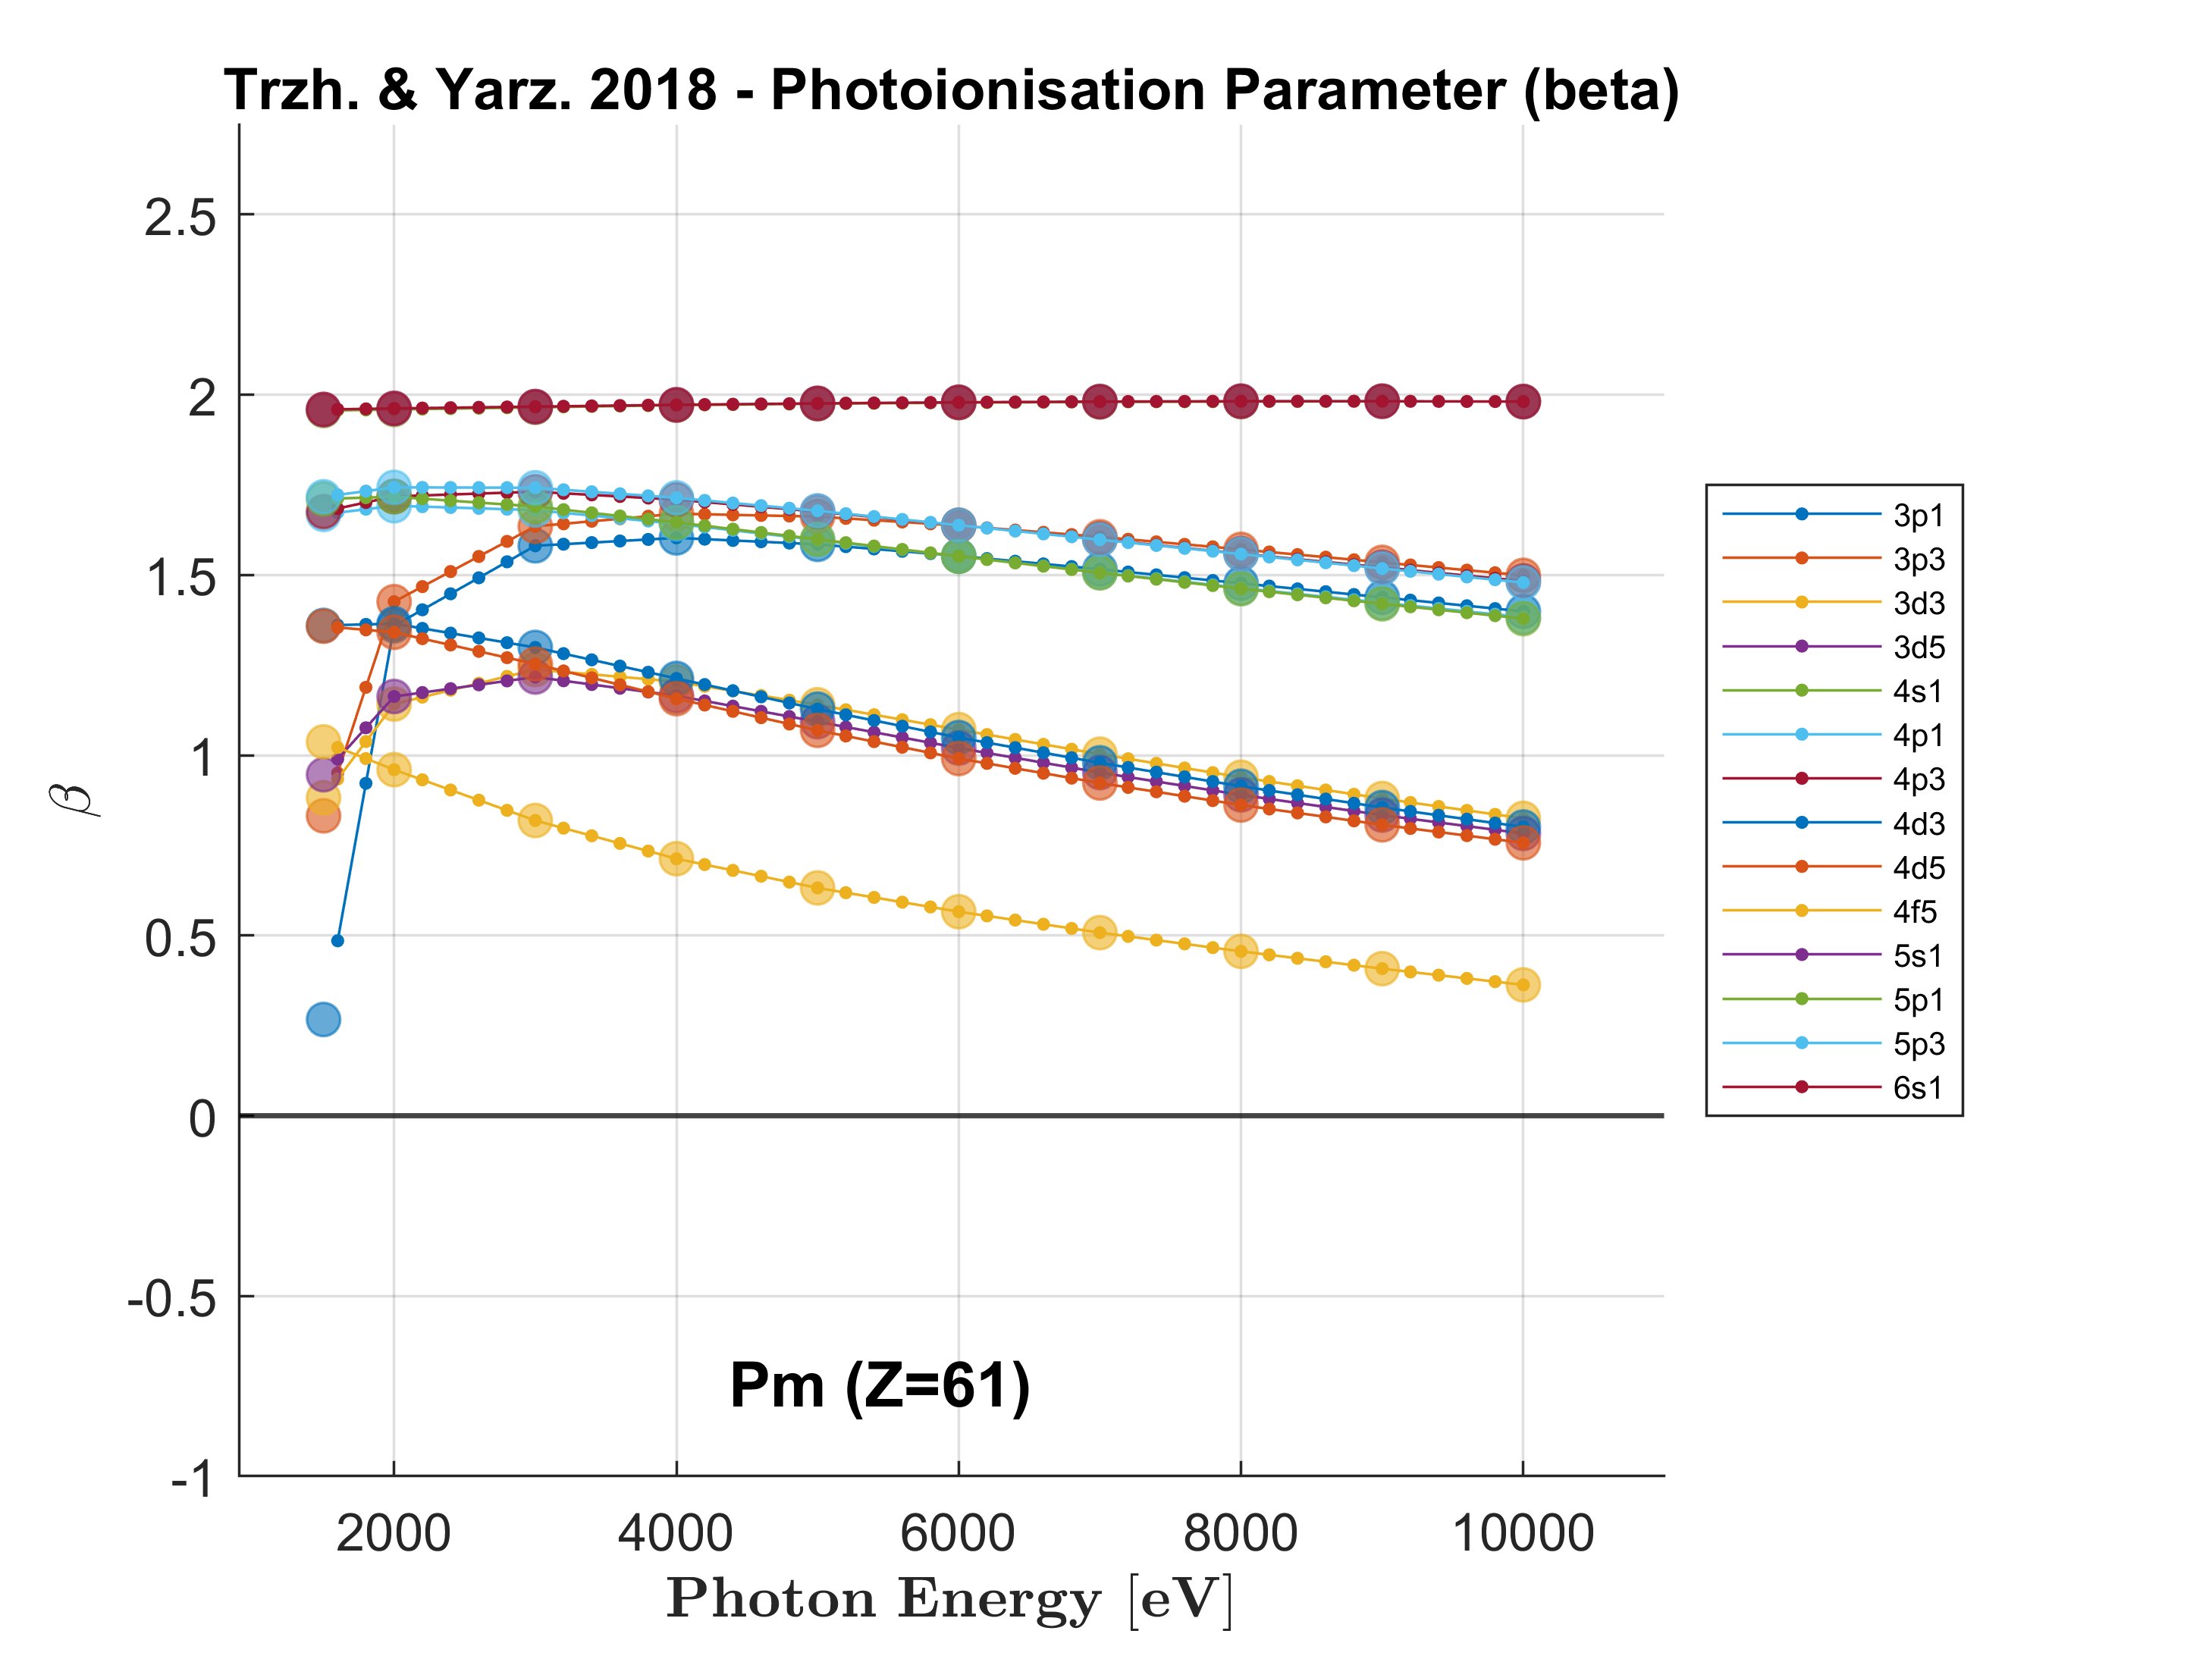 Trzh. & Yarz. 2018 - Photoionisation Parameter (beta)
2.5
2
1.5
1
0.5
0
-0.5
-1
β
2000 4000 6000 8000 10000
Photon Energy [eV]
Pm (Z=61)
3p1
3p3
3d3
3d5
4s1
4p1
4p3
4d3
4d5
4f5
5s1
5p1
5p3
6s1